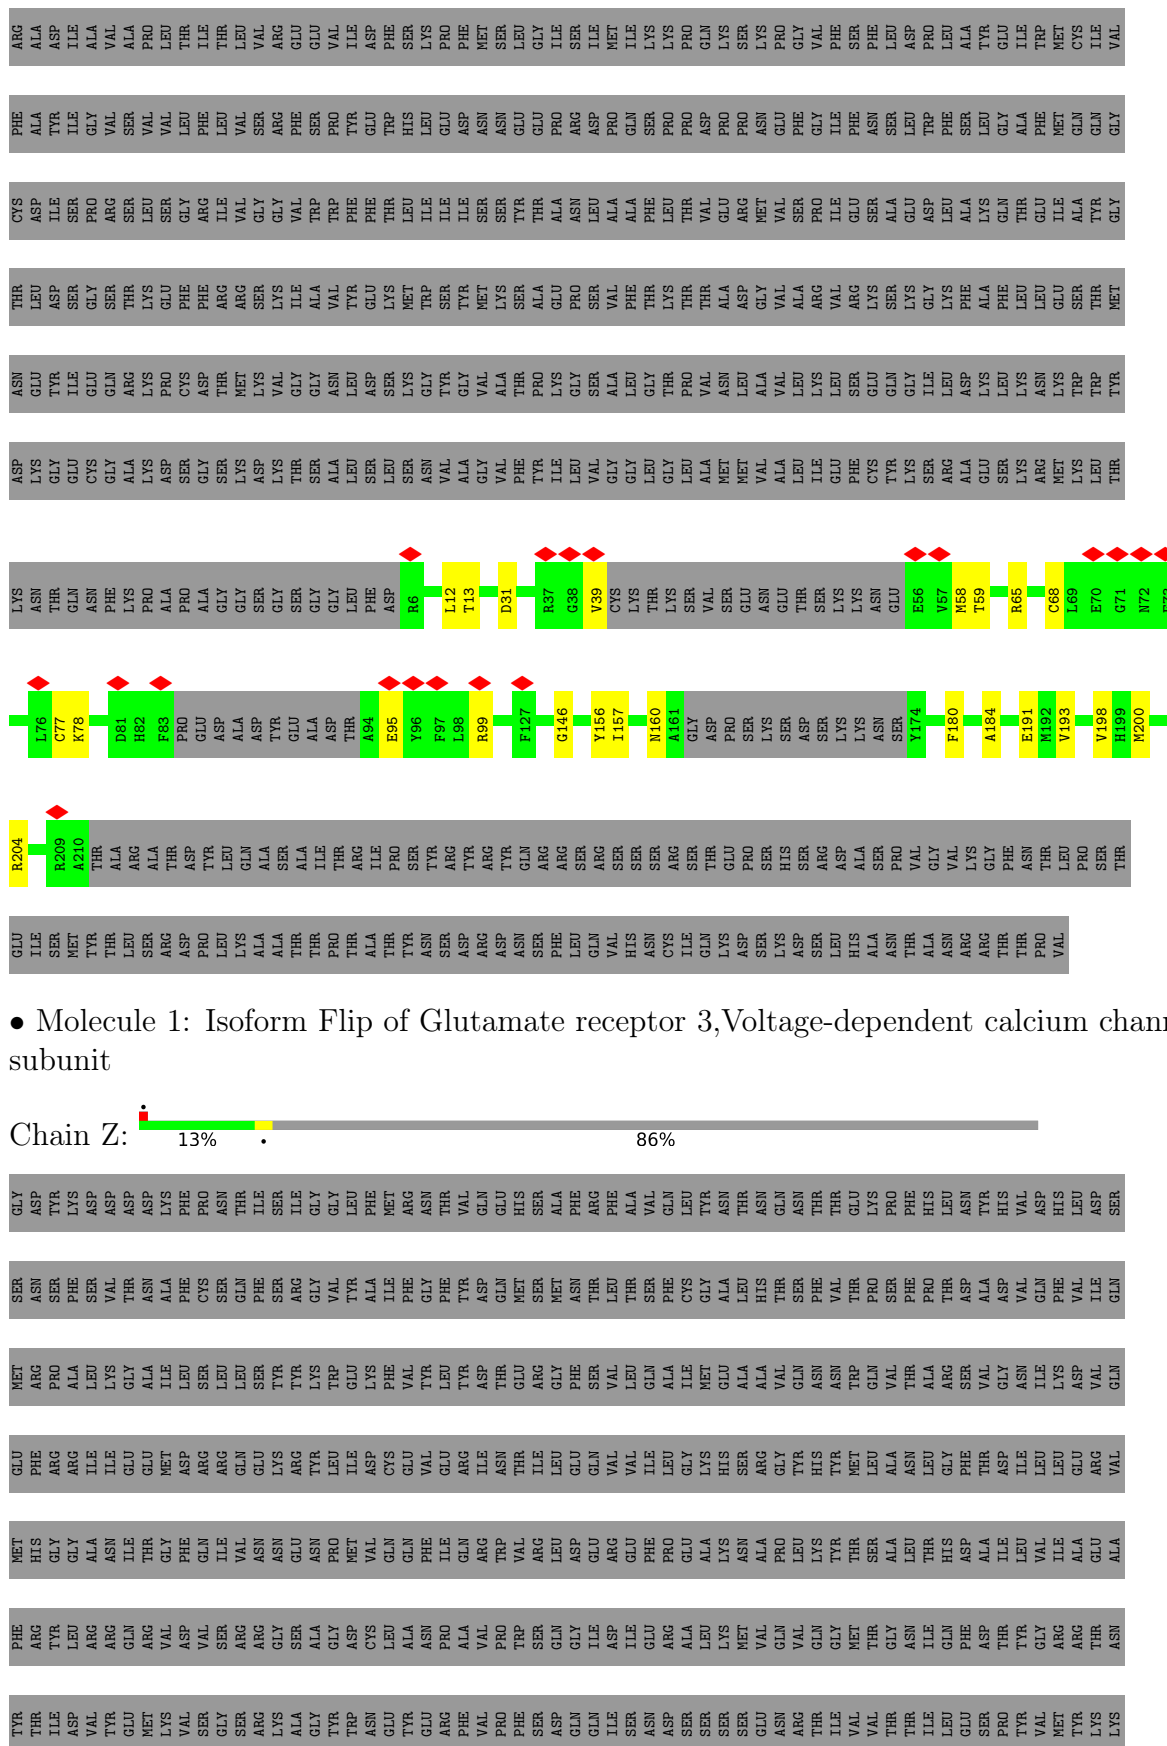 ARG ALA ASP ILE ALA VAL ALA PRO LEU THR ILE THR LEU VAL ARG GLU GLU VAL ILE ASP PHE SER LYS PRO PHE MET SER LEU GLY ILE SER ILE MET ILE LYS LYS PRO GLN LYS SER LYS PRO GLY VAL PHE SER PHE LEU ASP PRO LEU ALA TYR GLU ILE TRP MET CYS ILE VAL
PHE ALA TYR ILE GLY VAL SER VAL VAL LEU PHE LEU VAL SER ARG PHE SER PRO TYR GLU TRP HIS LEU GLU ASP ASN ASN GLU GLU PRO ARG ASP PRO GLN SER PRO PRO ASP PRO PRO ASN GLU PHE GLY ILE PHE ASN SER LEU TRP PHE SER LEU GLY ALA PHE MET GLN GLN GLY
CYS ASP ILE SER PRO ARG SER LEU SER GLY ARG ILE VAL GLY GLY VAL TRP TRP PHE PHE THR LEU ILE ILE ILE SER SER TYR THR ALA ASN LEU ALA ALA PHE LEU THR VAL GLU ARG MET VAL SER PRO ILE GLU SER ALA GLU ASP LEU ALA LYS GLN THR GLU ILE ALA TYR GLY
THR LEU ASP SER GLY SER THR LYS GLU PHE PHE ARG ARG SER LYS ILE ALA VAL TYR GLU LYS MET TRP SER TYR MET LYS SER ALA GLU PRO SER VAL PHE THR LYS THR THR ALA ASP GLY VAL ALA ARG VAL ARG LYS SER LYS GLY LYS PHE ALA PHE LEU LEU GLU SER THR MET
ASN GLU TYR ILE GLU GLN ARG LYS PRO CYS ASP THR MET LYS VAL GLY GLY ASN LEU ASP SER LYS GLY TYR GLY VAL ALA THR PRO LYS GLY SER ALA LEU GLY THR PRO VAL ASN LEU ALA VAL LEU LYS LEU SER GLU GLN GLY ILE LEU ASP LYS LEU LYS ASN LYS TRP TRP TYR
ASP LYS GLY GLU CYS GLY ALA LYS ASP SER GLY SER LYS ASP LYS THR SER ALA LEU SER LEU SER ASN VAL ALA GLY VAL PHE TYR ILE LEU VAL GLY GLY LEU GLY LEU ALA MET MET VAL ALA LEU ILE GLU PHE CYS TYR LYS SER ARG ALA GLU SER LYS ARG MET LYS LEU THR
LYS ASN THR GLN ASN PHE LYS PRO ALA PRO ALA GLY GLY SER GLY SER GLY GLY LEU PHE ASP R6 L12 T13 D31 R37 G38 V39 CYS LYS THR LYS SER VAL SER GLU ASN GLU THR SER LYS LYS ASN GLU E56 V57 M58 T59 R65 C68 L69 E70 G71 N72
L76 C77 K78 D81 H82 F83 PRO GLU ASP ALA ASP TYR GLU ALA ASP THR A94 E95 Y96 F97 L98 R99 F127 G146 Y156 I157 N160 A161 GLY ASP PRO SER LYS SER ASP SER LYS LYS ASN SER Y174 F180 A184 E191 M192 V193 V198 H199 M200
R204 R209 A210 THR ALA ARG ALA THR ASP TYR LEU GLN ALA SER ALA ILE THR ARG ILE PRO SER TYR ARG TYR ARG TYR GLN ARG ARG SER ARG SER SER SER ARG SER THR GLU PRO SER HIS SER ARG ASP ALA SER PRO VAL GLY VAL LYS GLY PHE ASN THR LEU PRO SER THR
GLU ILE SER MET TYR THR LEU SER ARG ASP PRO LEU LYS ALA ALA THR THR PRO THR ALA THR TYR ASN SER ASP ARG ASP ASN SER PHE LEU GLN VAL HIS ASN CYS ILE GLN LYS ASP SER LYS ASP SER LEU HIS ALA ASN THR ALA ASN ARG ARG THR THR PRO VAL
• Molecule 1: Isoform Flip of Glutamate receptor 3,Voltage-dependent calcium
subunit
Chain Z: 13% 86%
GLY ASP TYR LYS ASP ASP ASP ASP LYS PHE PRO ASN THR ILE SER ILE GLY GLY LEU PHE MET ARG ASN THR VAL GLN GLU HIS SER ALA PHE ARG PHE ALA VAL GLN LEU TYR ASN THR ASN GLN ASN THR THR GLU LYS PRO PHE HIS LEU ASN TYR HIS VAL ASP HIS LEU ASP SER
SER ASN SER PHE SER VAL THR ASN ALA PHE CYS SER GLN PHE SER ARG GLY VAL TYR ALA ILE PHE GLY PHE TYR ASP GLN MET SER MET ASN THR LEU THR SER PHE CYS GLY ALA LEU HIS THR SER PHE VAL THR PRO SER PHE PRO THR ASP ALA ASP VAL GLN PHE VAL ILE GLN
MET ARG PRO ALA LEU LYS GLY ALA ILE LEU SER LEU LEU SER TYR TYR LYS TRP GLU LYS PHE VAL TYR LEU TYR ASP THR GLU ARG GLY PHE SER VAL LEU GLN ALA ILE MET GLU ALA ALA VAL GLN ASN ASN TRP GLN VAL THR ALA ARG SER VAL GLY ASN ILE LYS ASP VAL GLN
GLU PHE ARG ARG ILE ILE GLU GLU MET ASP ARG ARG GLN GLU LYS ARG TYR LEU ILE ASP CYS GLU VAL GLU ARG ILE ASN THR ILE LEU GLU GLN VAL VAL ILE LEU GLY LYS HIS SER ARG GLY TYR HIS TYR MET LEU ALA ASN LEU GLY PHE THR ASP ILE LEU LEU GLU ARG VAL
MET HIS GLY GLY ALA ASN ILE THR GLY PHE GLN ILE VAL ASN ASN GLU ASN PRO MET VAL GLN GLN PHE ILE GLN ARG TRP VAL ARG LEU ASP GLU ARG GLU PHE PRO GLU ALA LYS ASN ALA PRO LEU LYS TYR THR SER ALA LEU THR HIS ASP ALA ILE LEU VAL ILE ALA GLU ALA
PHE ARG TYR LEU ARG ARG GLN ARG VAL ASP VAL SER ARG ARG GLY SER ALA GLY ASP CYS LEU ALA ASN PRO ALA VAL PRO TRP SER GLN GLY ILE ASP ILE GLU ARG ALA LEU LYS MET VAL GLN VAL GLN GLY MET THR GLY ASN ILE GLN PHE ASP THR TYR GLY ARG ARG THR ASN
TYR THR ILE ASP VAL TYR GLU MET LYS VAL SER GLY SER ARG LYS ALA GLY TYR TRP ASN GLU TYR GLU ARG PHE VAL PRO PHE SER ASP GLN GLN ILE SER ASN ASP SER SER SER SER GLU ASN ARG THR ILE VAL VAL THR THR ILE LEU GLU SER PRO TYR VAL MET TYR LYS LYS